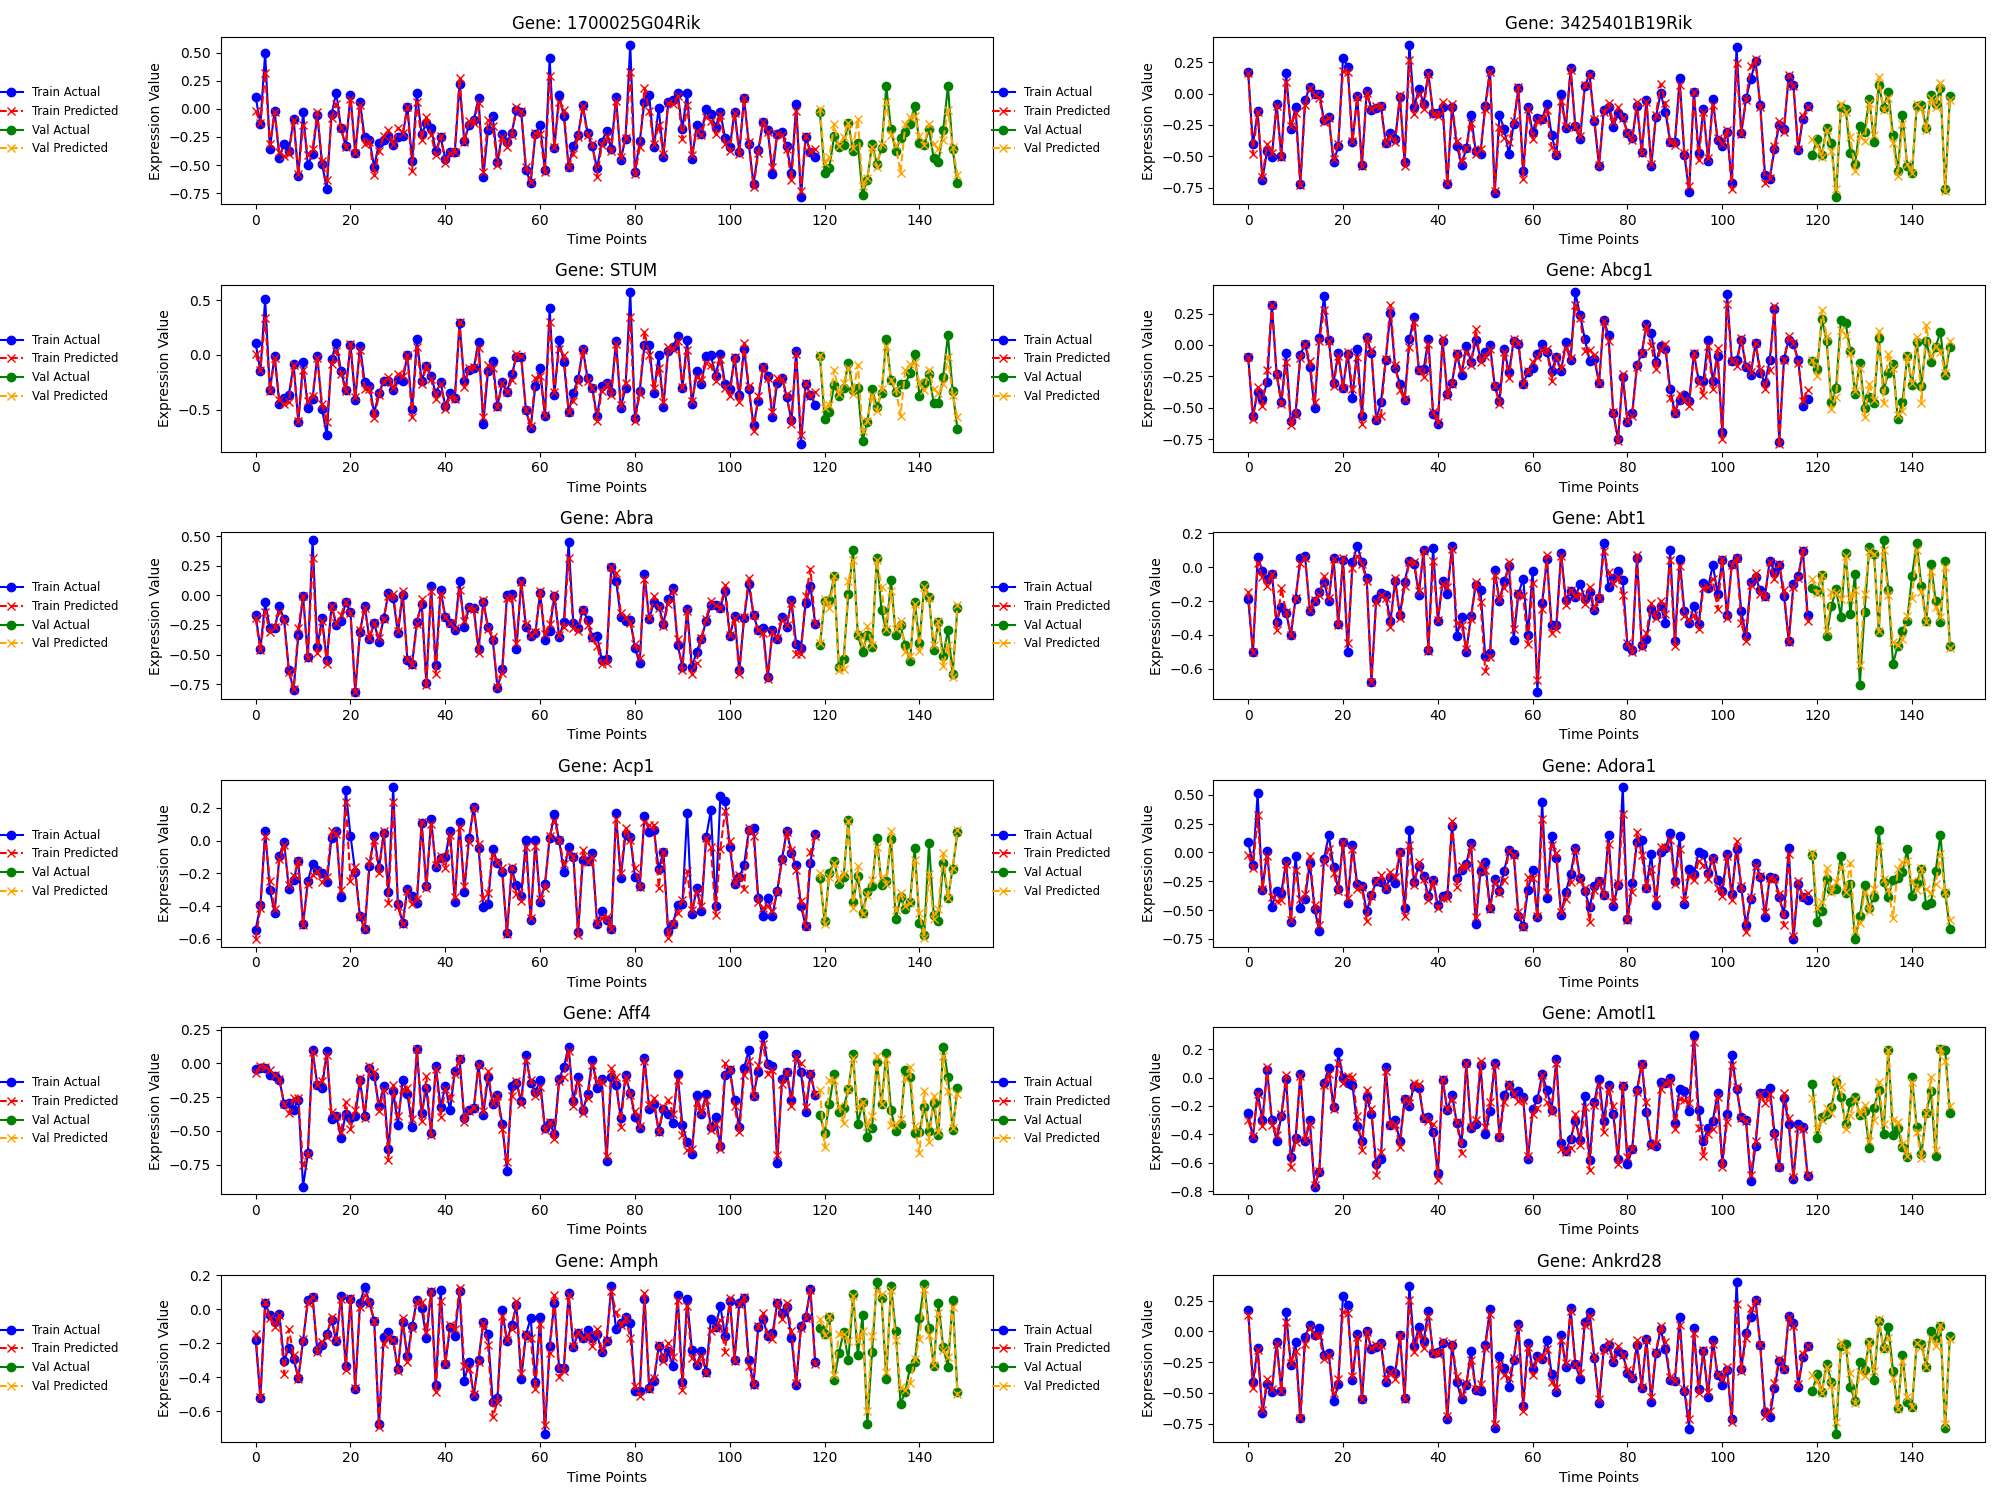 Gene: 1700025G04Rik
Expression Value
0.50
0.25
0.00
−0.25
−0.50
−0.75
0 20 40 60 80 100 120 140
Time Points
Train Actual
Train Predicted
Val Actual
Val Predicted
Gene: 3425401B19Rik
Expression Value
0.25
0.00
−0.25
−0.50
−0.75
0 20 40 60 80 100 120 140
Time Points
Train Actual
Train Predicted
Val Actual
Val Predicted
Gene: STUM
Expression Value
0.5
0.0
−0.5
0 20 40 60 80 100 120 140
Time Points
Train Actual
Train Predicted
Val Actual
Val Predicted
Gene: Abcg1
Expression Value
0.25
0.00
−0.25
−0.50
−0.75
0 20 40 60 80 100 120 140
Time Points
Train Actual
Train Predicted
Val Actual
Val Predicted
Gene: Abra
Expression Value
0.50
0.25
0.00
−0.25
−0.50
−0.75
0 20 40 60 80 100 120 140
Time Points
Train Actual
Train Predicted
Val Actual
Val Predicted
Gene: Abt1
Expression Value
0.2
0.0
−0.2
−0.4
−0.6
0 20 40 60 80 100 120 140
Time Points
Train Actual
Train Predicted
Val Actual
Val Predicted
Gene: Acp1
Expression Value
0.2
0.0
−0.2
−0.4
−0.6
0 20 40 60 80 100 120 140
Time Points
Train Actual
Train Predicted
Val Actual
Val Predicted
Gene: Adora1
Expression Value
0.50
0.25
0.00
−0.25
−0.50
−0.75
0 20 40 60 80 100 120 140
Time Points
Train Actual
Train Predicted
Val Actual
Val Predicted
Gene: Aff4
Expression Value
0.25
0.00
−0.25
−0.50
−0.75
0 20 40 60 80 100 120 140
Time Points
Train Actual
Train Predicted
Val Actual
Val Predicted
Gene: Amotl1
Expression Value
0.2
0.0
−0.2
−0.4
−0.6
−0.8
0 20 40 60 80 100 120 140
Time Points
Train Actual
Train Predicted
Val Actual
Val Predicted
Gene: Amph
Expression Value
0.2
0.0
−0.2
−0.4
−0.6
0 20 40 60 80 100 120 140
Time Points
Train Actual
Train Predicted
Val Actual
Val Predicted
Gene: Ankrd28
Expression Value
0.25
0.00
−0.25
−0.50
−0.75
0 20 40 60 80 100 120 140
Time Points